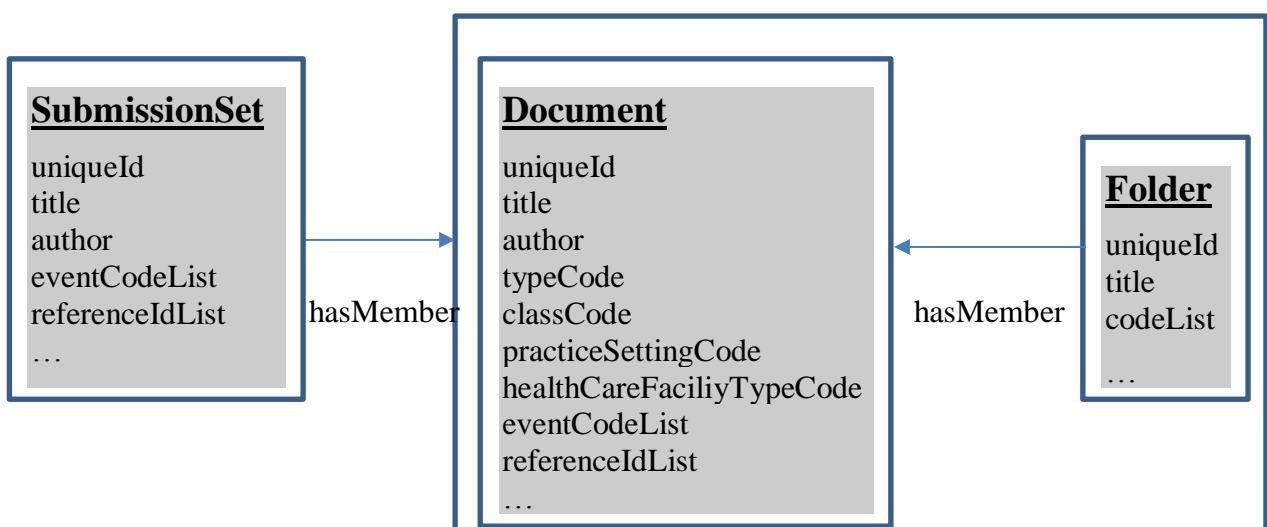 SubmissionSet
uniqueId
title
author
eventCodeList
referenceIdList
…
hasMember
Document
uniqueId
title
author
typeCode
classCode
practiceSettingCode
healthCareFaciliyTypeCode
eventCodeList
referenceIdList
…
hasMember
Folder
uniqueId
title
codeList
…